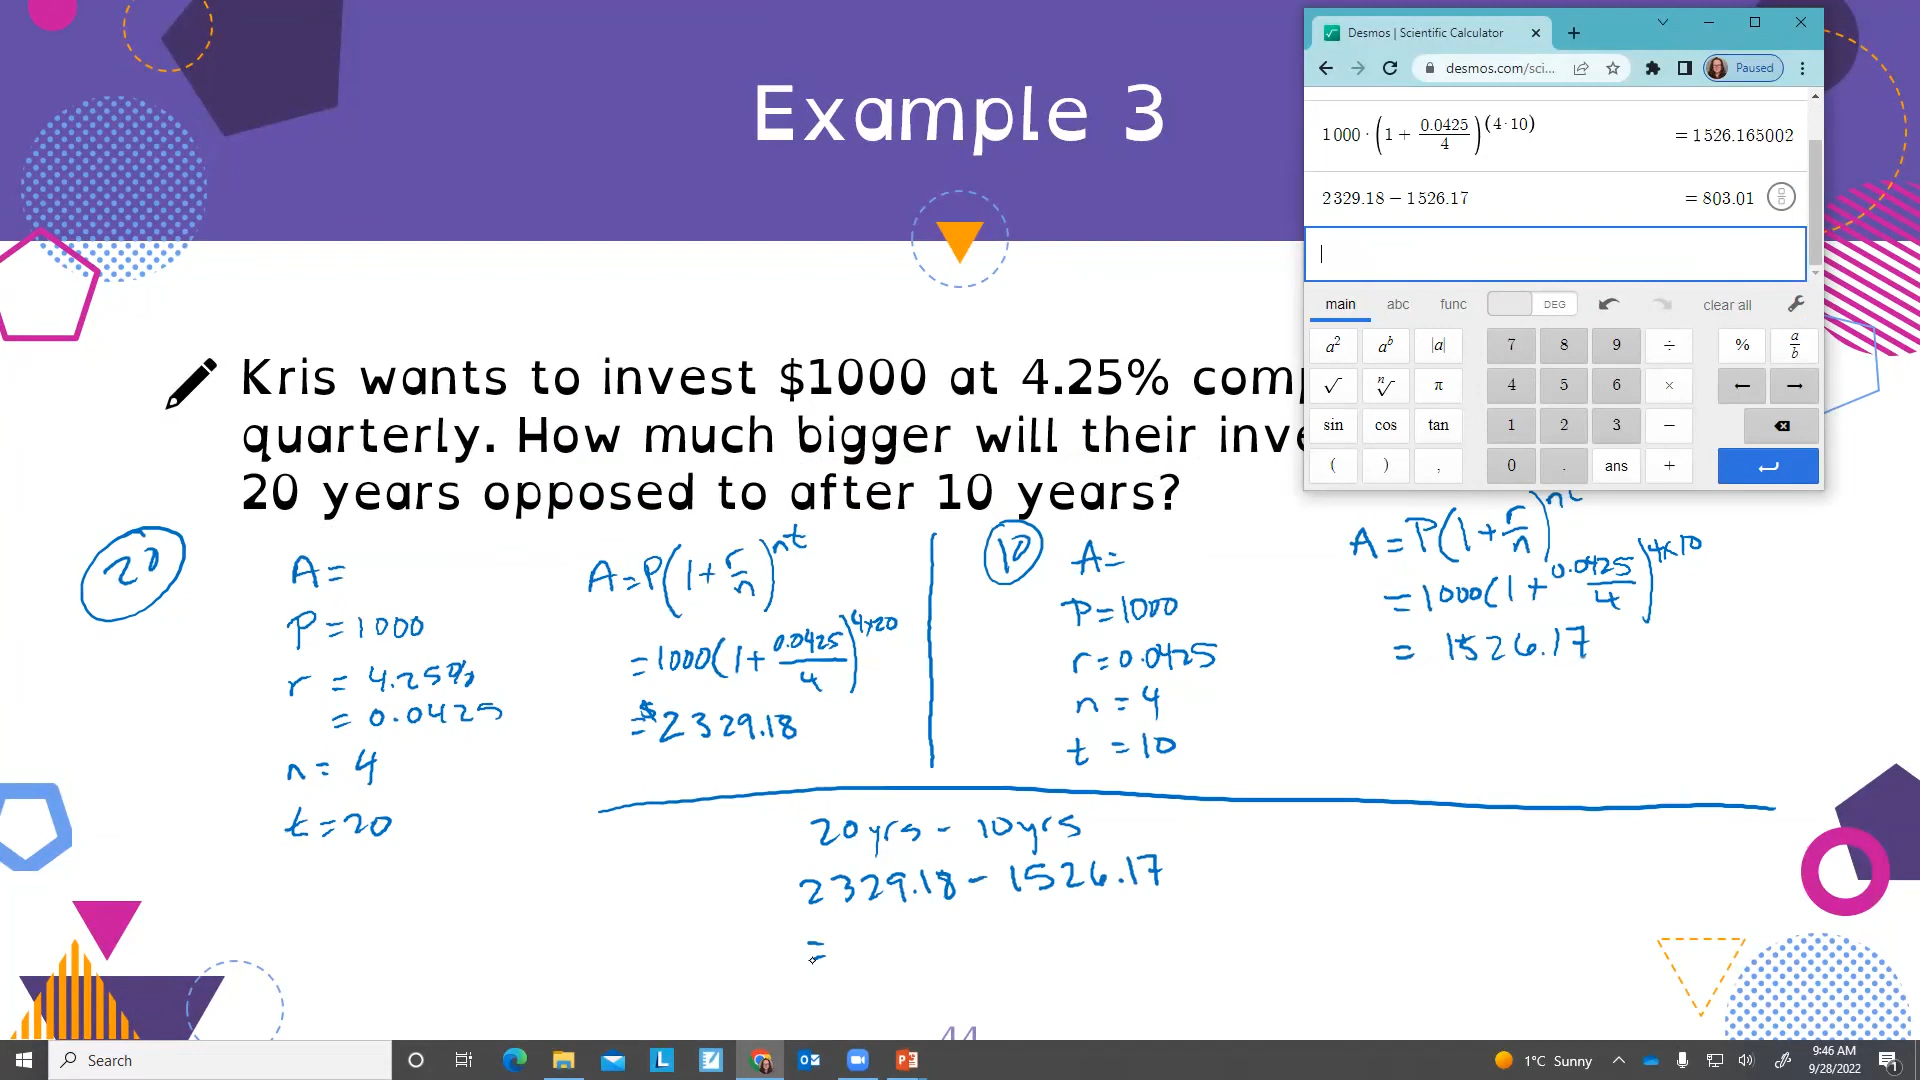 Example 3
Desmos | Scientific Calculator
desmos.com/sci...
Paused
1000 · (1 + 0.0425/4)^(4·10)
= 1526.165002
2329.18 − 1526.17
= 803.01
main
abc
func
DEG
clear all
a² a^b |a| 7 8 9 ÷ % a/b
√ ⁿ√ π 4 5 6 × ← →
sin cos tan 1 2 3 −
( ) , 0 . ans +
Kris wants to invest $1000 at 4.25% com
quarterly. How much bigger will their inve
20 years opposed to after 10 years?
20
A =
P = 1000
r = 4.25%
= 0.0425
n = 4
t = 20
A = P(1 + r/n)^nt
= 1000(1 + 0.0425/4)^4×20
= $2329.18
10
A =
P = 1000
r = 0.0425
n = 4
t = 10
A = P(1 + r/n)^nt
= 1000(1 + 0.0425/4)^4×10
= 1526.17
20yrs - 10yrs
2329.18 - 1526.17
=
44
Search
1°C Sunny
9:46 AM
9/28/2022